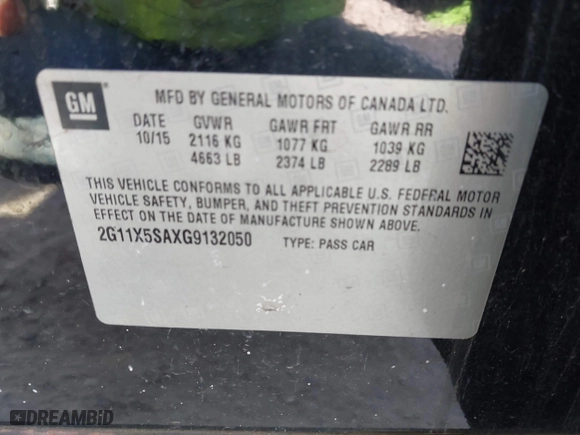 GM
MFD BY GENERAL MOTORS OF CANADA LTD.
DATE GVWR GAWR FRT GAWR RR
10/15 2116 KG 1077 KG 1039 KG
4663 LB 2374 LB 2289 LB
THIS VEHICLE CONFORMS TO ALL APPLICABLE U.S. FEDERAL MOTOR
VEHICLE SAFETY, BUMPER, AND THEFT PREVENTION STANDARDS IN
EFFECT ON THE DATE OF MANUFACTURE SHOWN ABOVE.
2G11X5SAXG9132050 TYPE: PASS CAR
DREAMBID